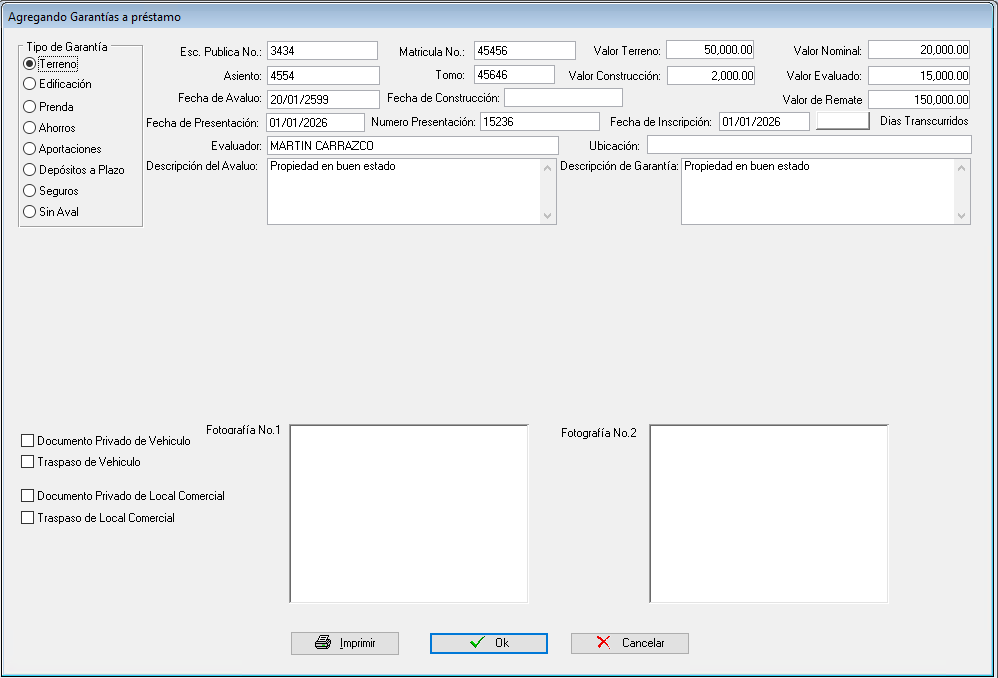 Agregando Garantías a préstamo
Tipo de Garantía
Terreno
Edificación
Prenda
Ahorros
Aportaciones
Depósitos a Plazo
Seguros
Sin Aval
Esc. Publica No.: 3434 Matricula No.: 45456 Valor Terreno: 50,000.00 Valor Nominal: 20,000.00
Asiento: 4554 Tomo: 45646 Valor Construcción: 2,000.00 Valor Evaluado: 15,000.00
Fecha de Avaluo: 20/01/2599 Fecha de Construcción: Valor de Remate 150,000.00
Fecha de Presentación: 01/01/2026 Numero Presentación: 15236 Fecha de Inscripción: 01/01/2026 Dias Transcurridos
Evaluador: MARTIN CARRAZCO Ubicación:
Descripción del Avaluo: Propiedad en buen estado Descripción de Garantía: Propiedad en buen estado
Documento Privado de Vehiculo
Traspaso de Vehiculo
Documento Privado de Local Comercial
Traspaso de Local Comercial
Fotografía No.1 Fotografía No.2
Imprimir Ok Cancelar